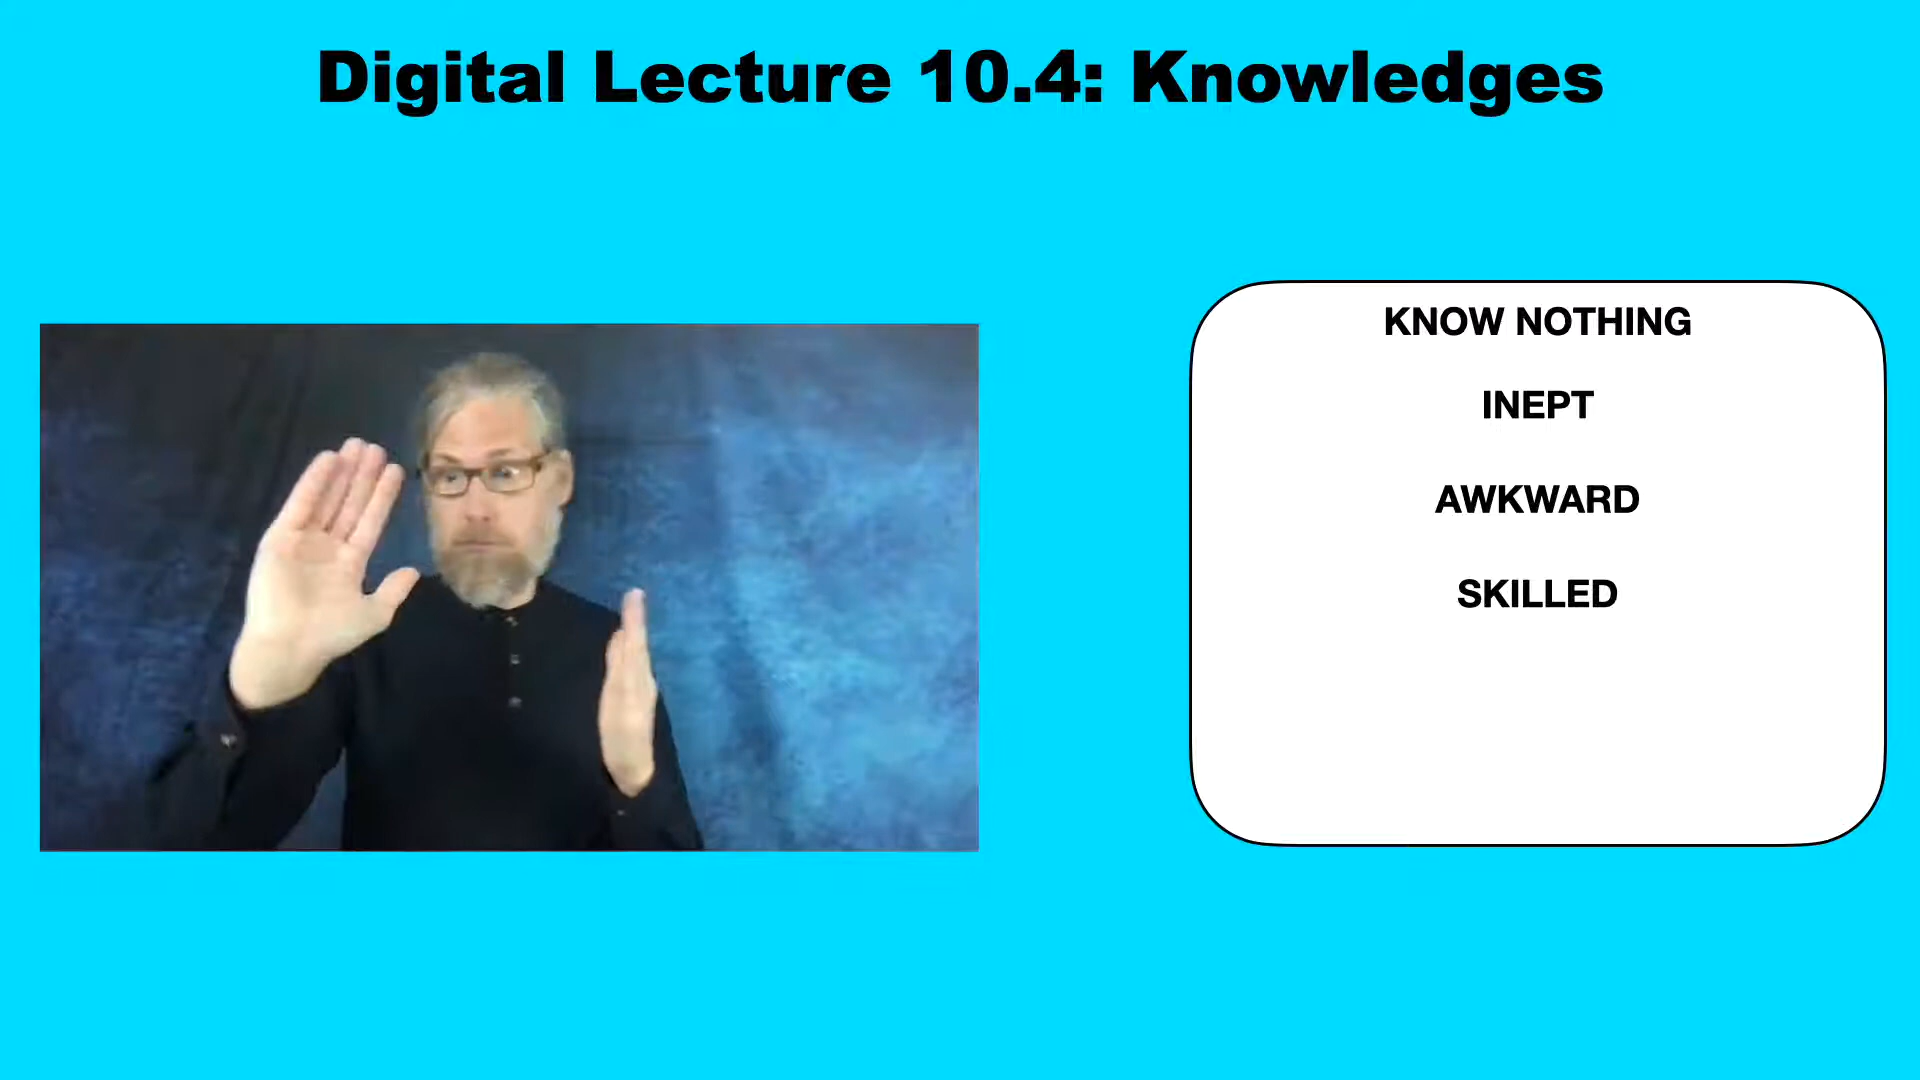 Digital Lecture 10.4: Knowledges
KNOW NOTHING
INEPT
AWKWARD
SKILLED